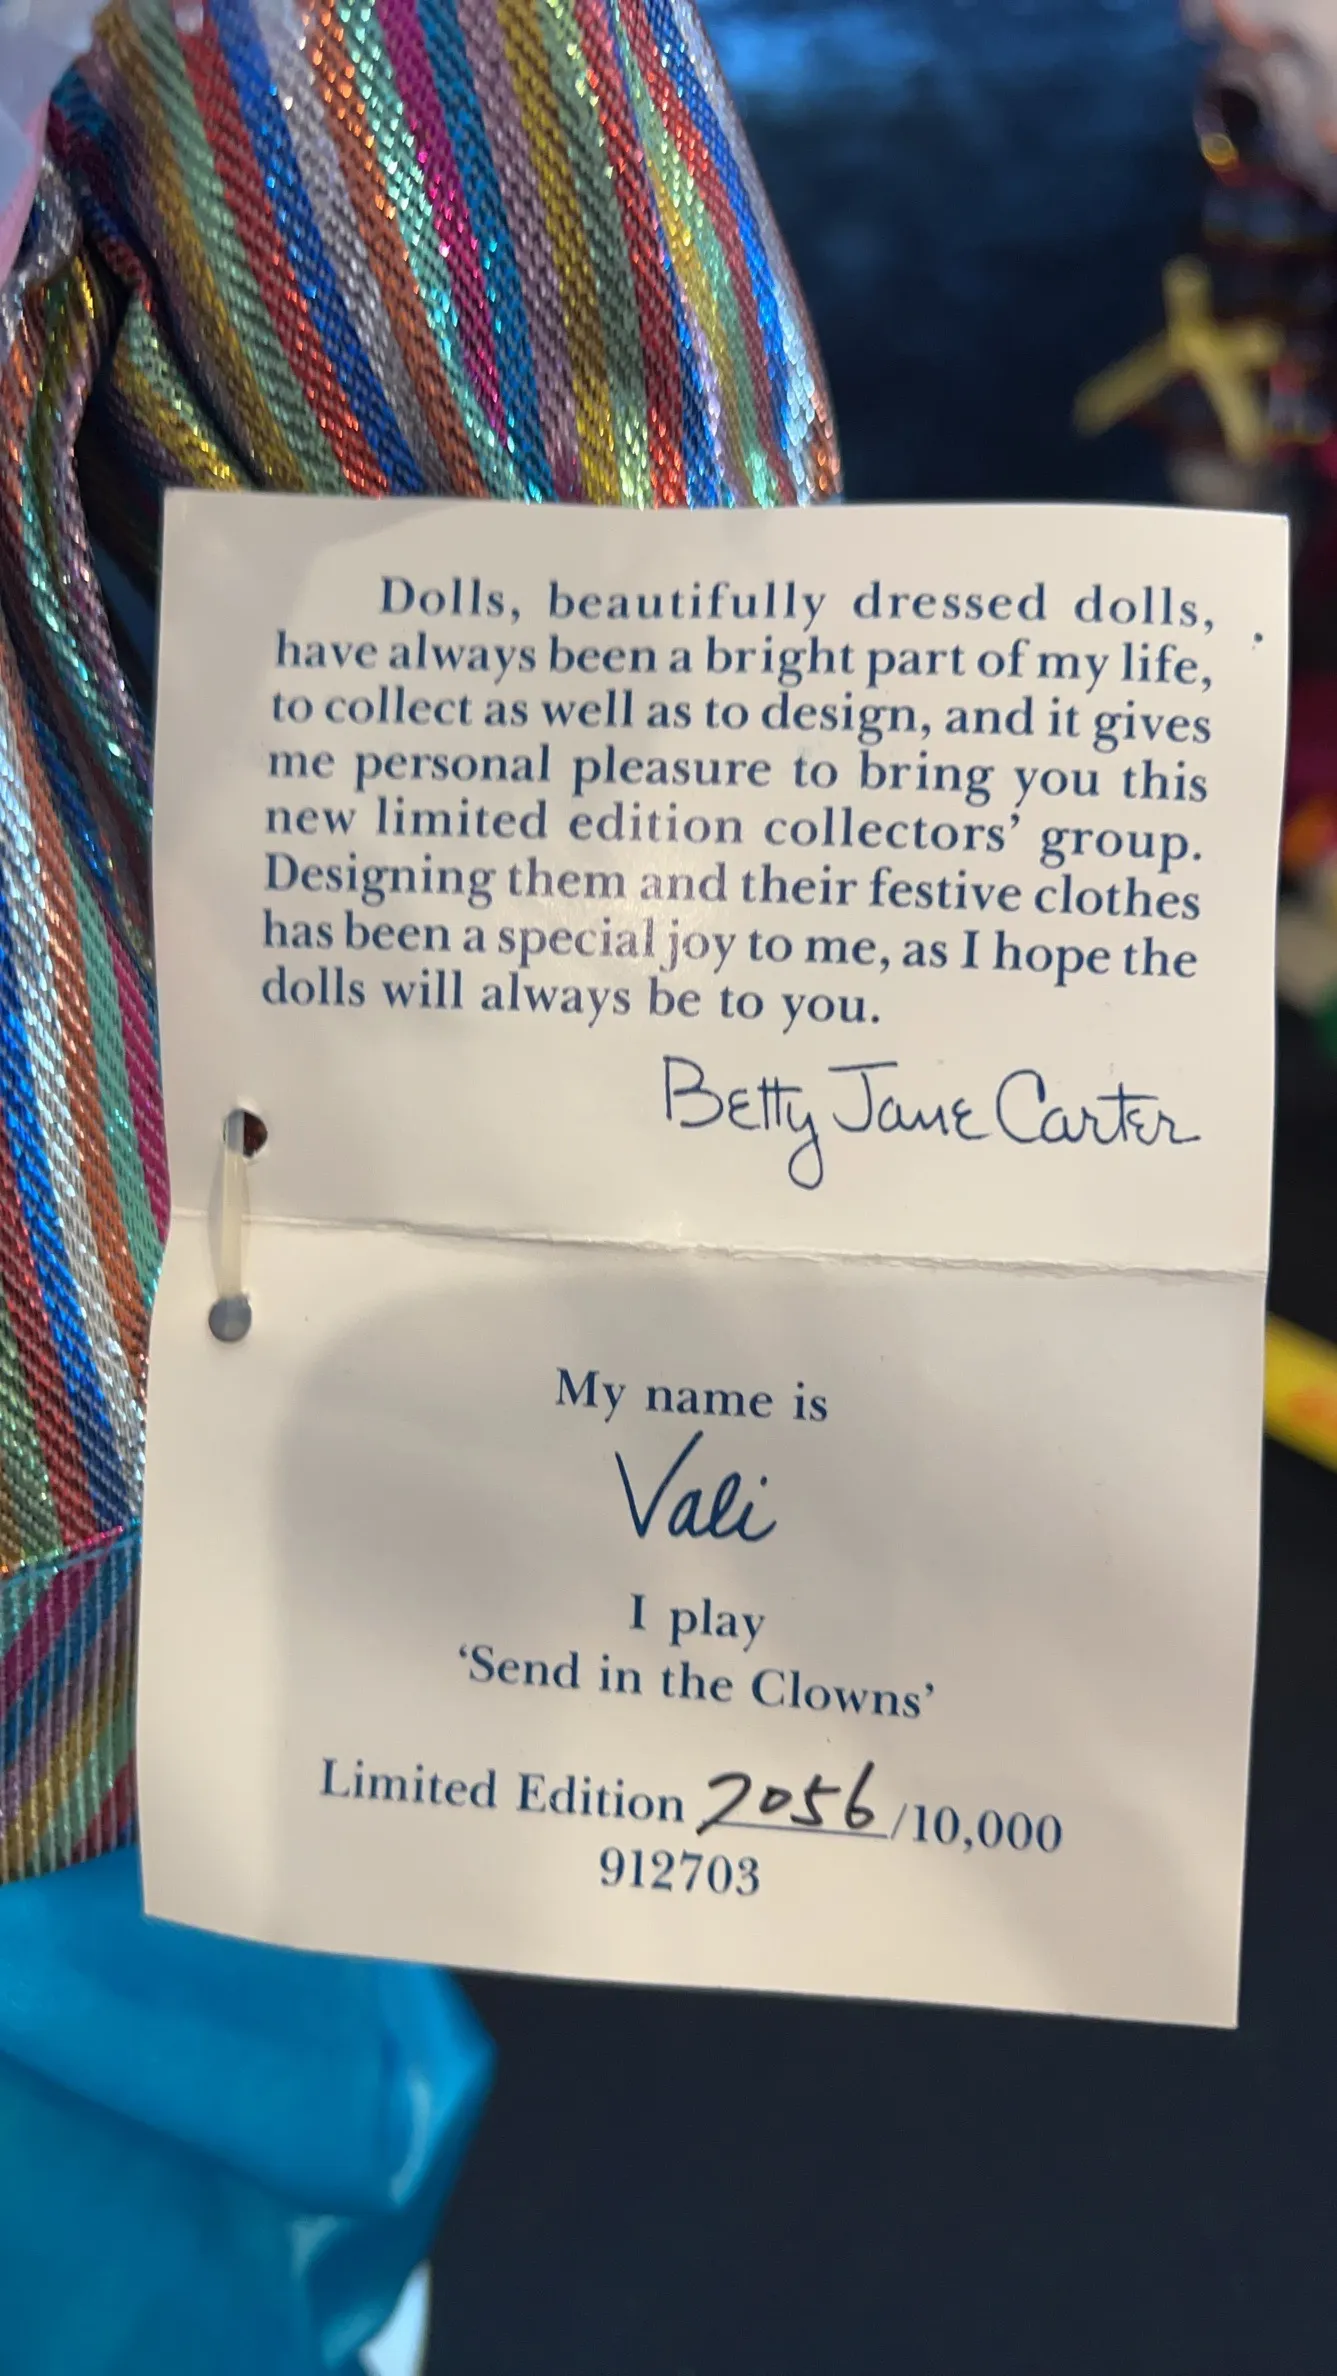 Dolls, beautifully dressed dolls,
have always been a bright part of my life,
to collect as well as to design, and it gives
me personal pleasure to bring you this
new limited edition collectors’ group.
Designing them and their festive clothes
has been a special joy to me, as I hope the
dolls will always be to you.
Betty Jane Carter
My name is
Vali
I play
‘Send in the Clowns’
Limited Edition 2056/10,000
912703